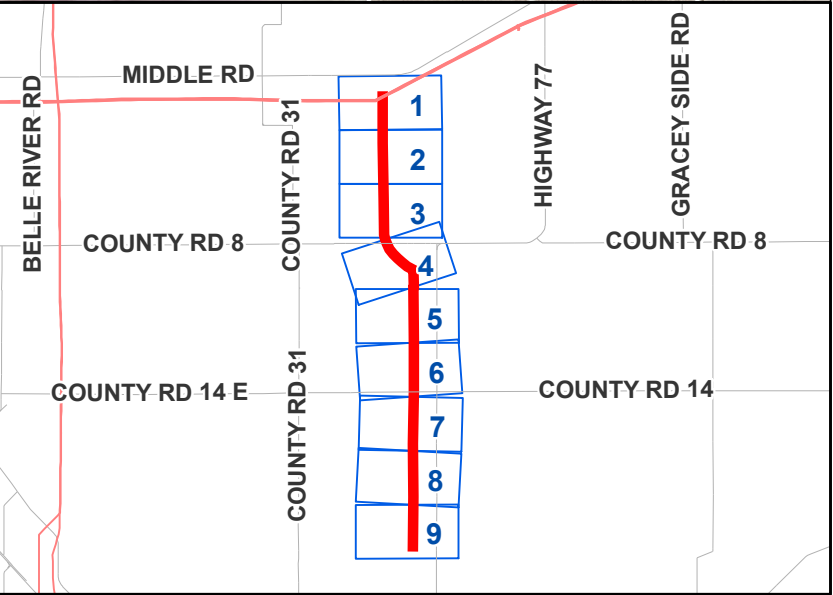 MIDDLE RD
BELLE RIVER RD
COUNTY RD 31
HIGHWAY 77
GRACEY SIDE RD
1
2
3
COUNTY RD 8
COUNTY RD 8
4
5
6
COUNTY RD 14 E
COUNTY RD 14
COUNTY RD 31
7
8
9